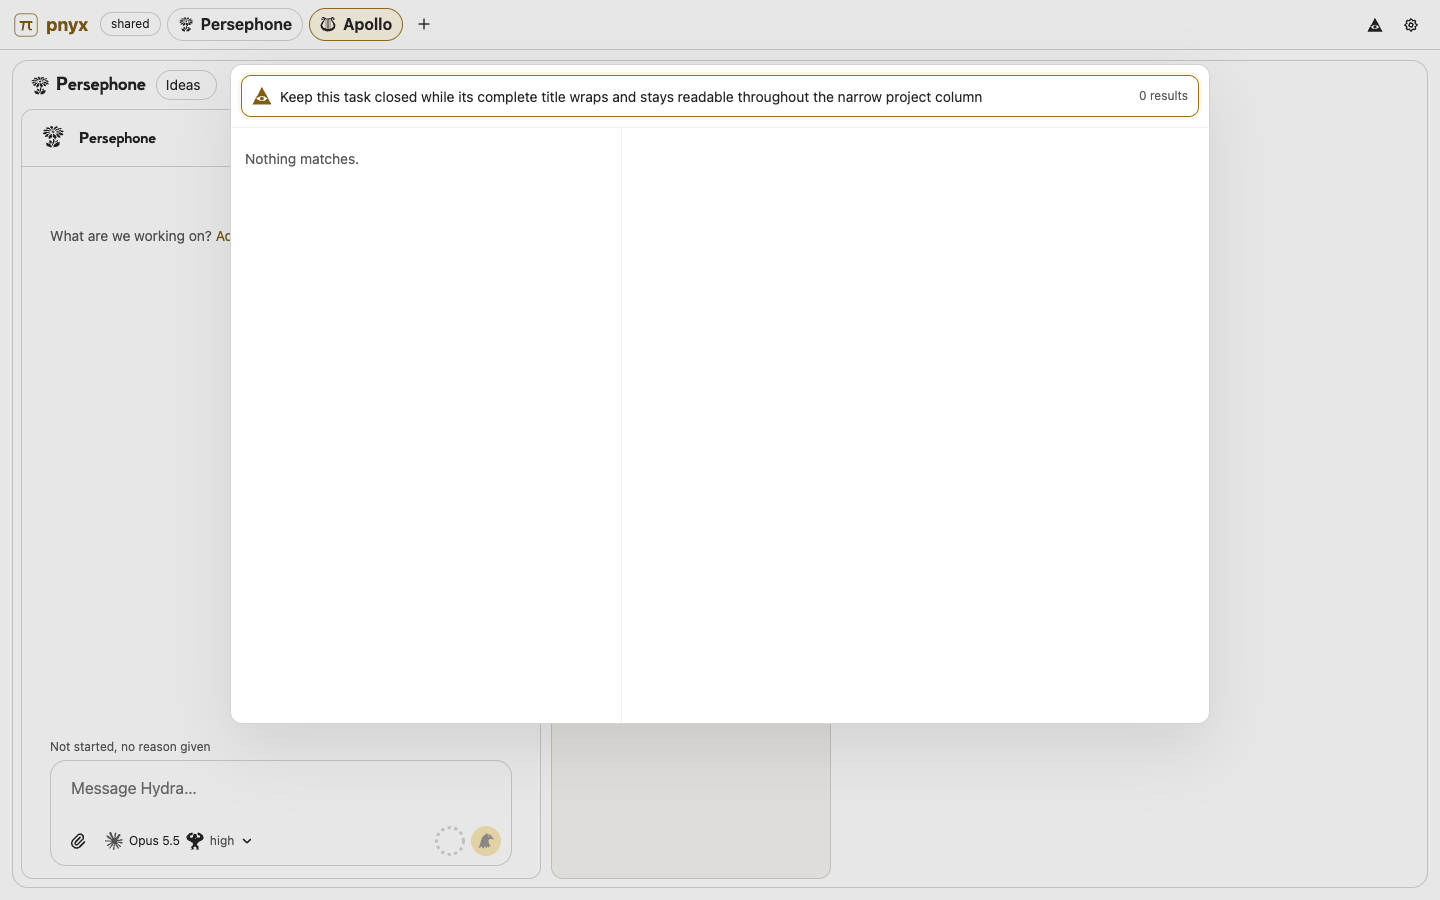 pnyx shared Persephone Apollo +
Persephone Ideas
Keep this task closed while its complete title wraps and stays readable throughout the narrow project column 0 results
Persephone
Nothing matches.
What are we working on?
Not started, no reason given
Message Hydra...
Opus 5.5 high